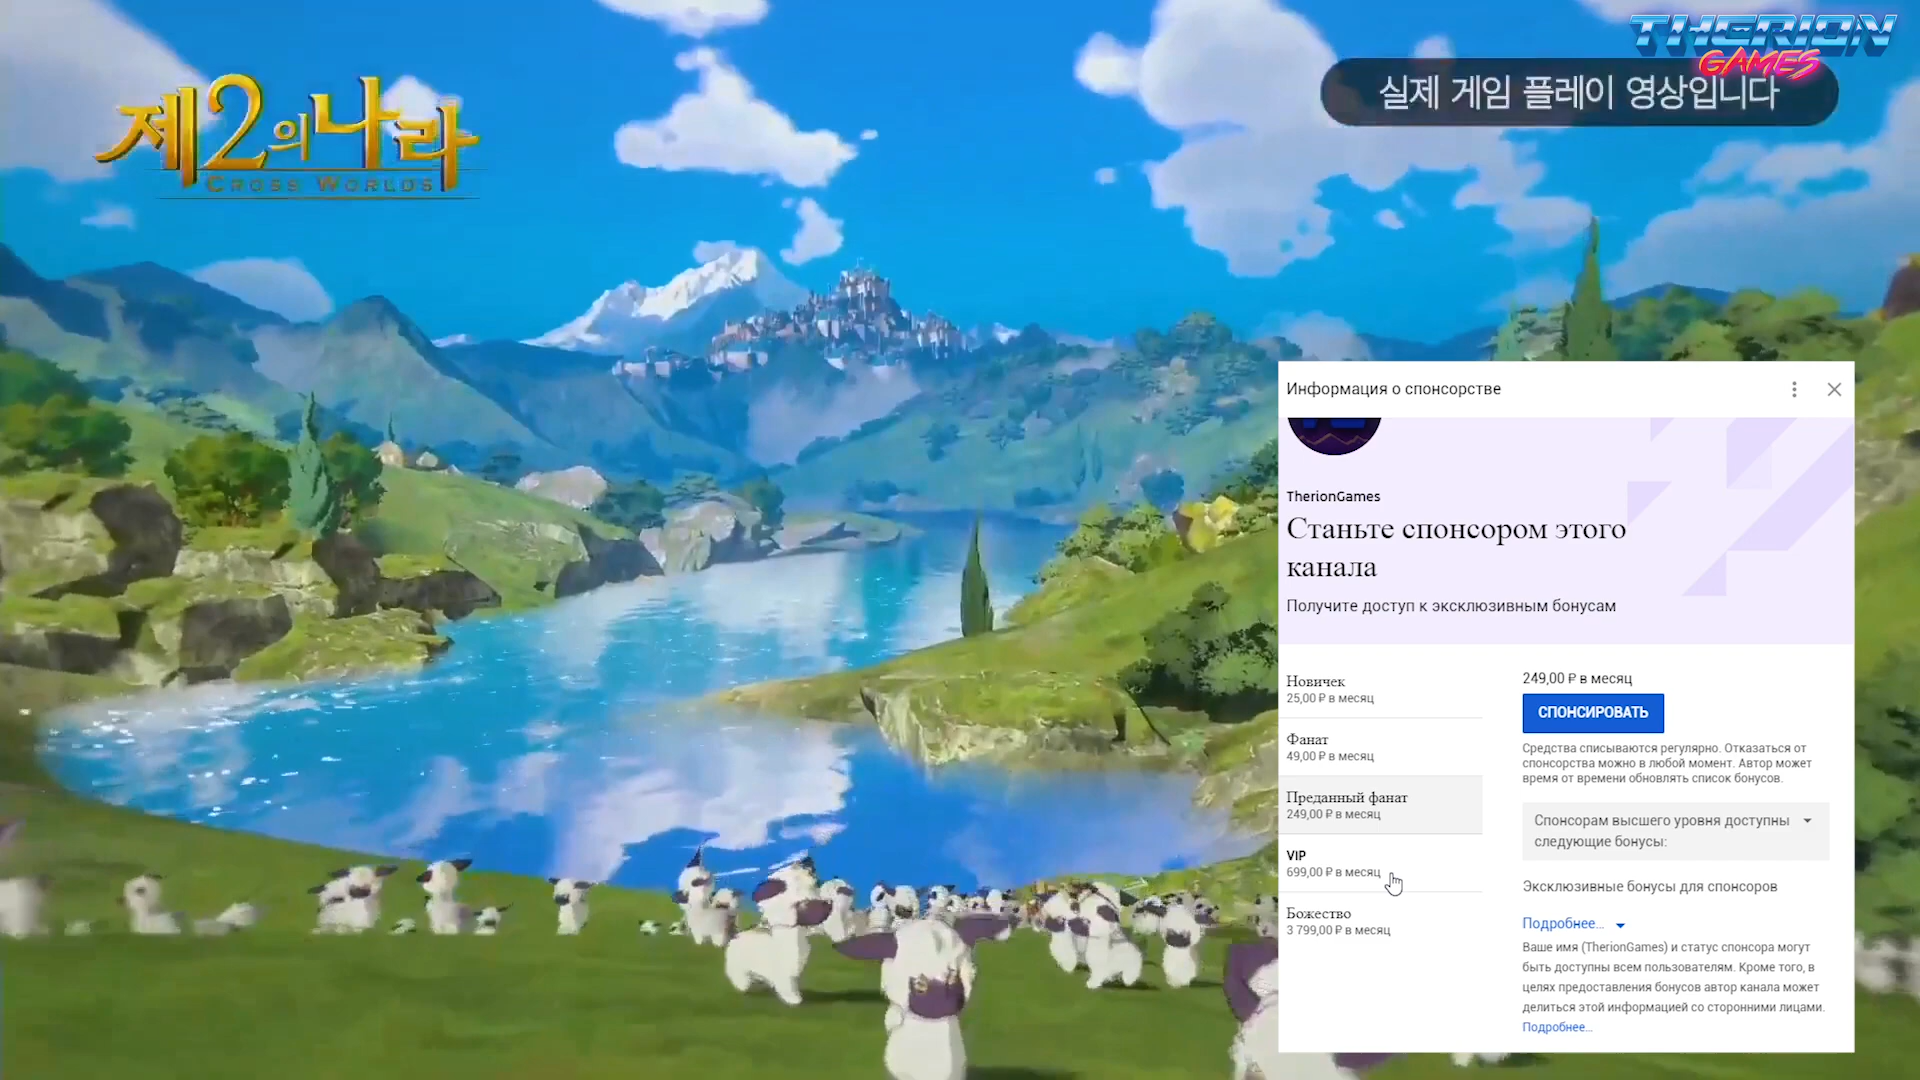 THERION
GAMES
제2의나라
CROSS WORLDS
실제 게임 플레이 영상입니다
Информация о спонсорстве
TherionGames
Станьте спонсором этого
канала
Получите доступ к эксклюзивным бонусам
Новичек
25,00 ₽ в месяц
Фанат
49,00 ₽ в месяц
Преданный фанат
249,00 ₽ в месяц
VIP
699,00 ₽ в месяц
Божество
3 799,00 ₽ в месяц
249,00 ₽ в месяц
СПОНСИРОВАТЬ
Средства списываются регулярно. Отказаться от
спонсорства можно в любой момент. Автор может
время от времени обновлять список бонусов.
Спонсорам высшего уровня доступны
следующие бонусы:
Эксклюзивные бонусы для спонсоров
Подробнее...
Ваше имя (TherionGames) и статус спонсора могут
быть доступны всем пользователям. Кроме того, в
целях предоставления бонусов автор канала может
делиться этой информацией со сторонними лицами.
Подробнее...